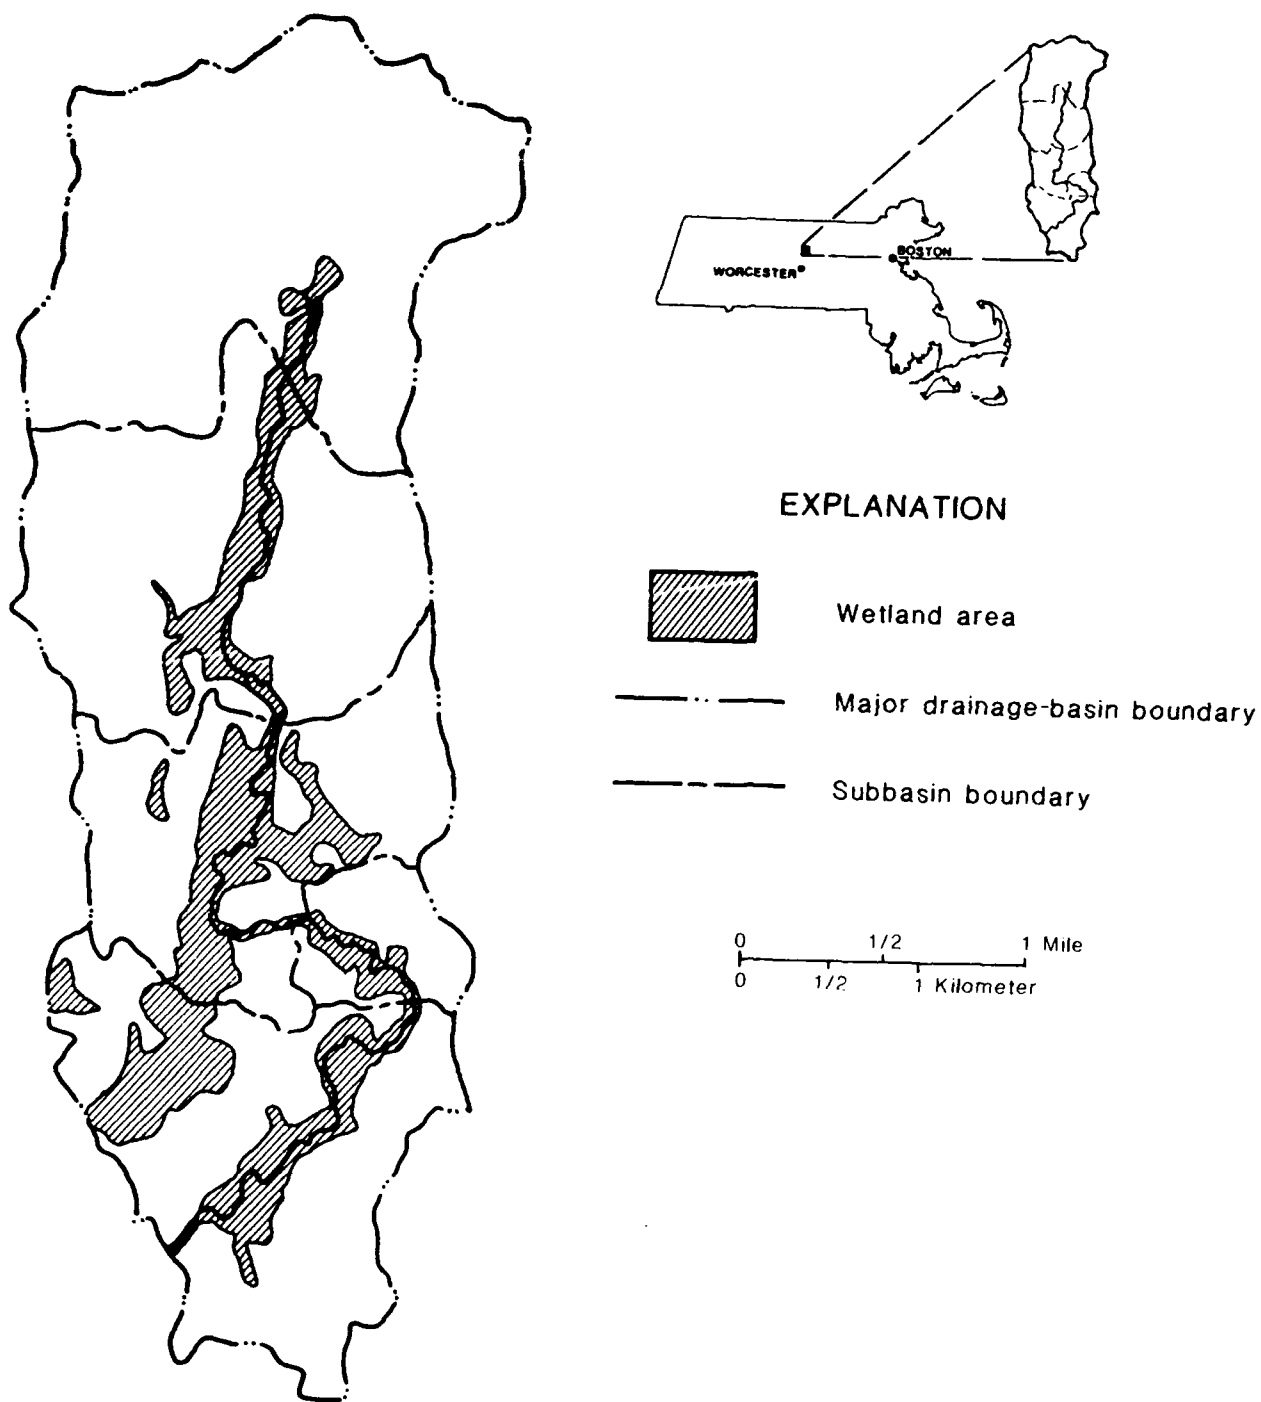 BOSTON
WORCESTER
EXPLANATION
Wetland area
Major drainage-basin boundary
Subbasin boundary
0 1/2 1 Mile
0 1/2 1 Kilometer